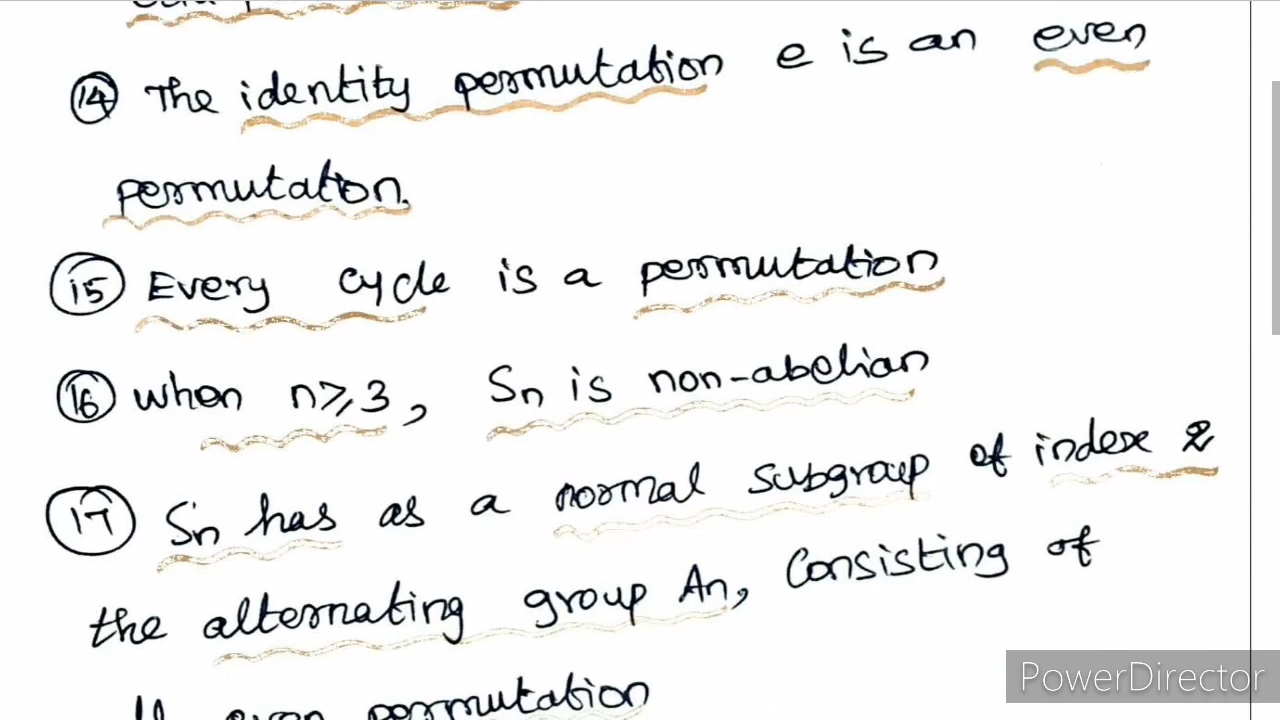 (14) The identity permutation e is an even
permutation.
(15) Every cycle is a permutation
(16) when n≥3, Sn is non-abelian
(17) Sn has as a normal subgroup of index 2
the alternating group An, Consisting of
even permutation
PowerDirector